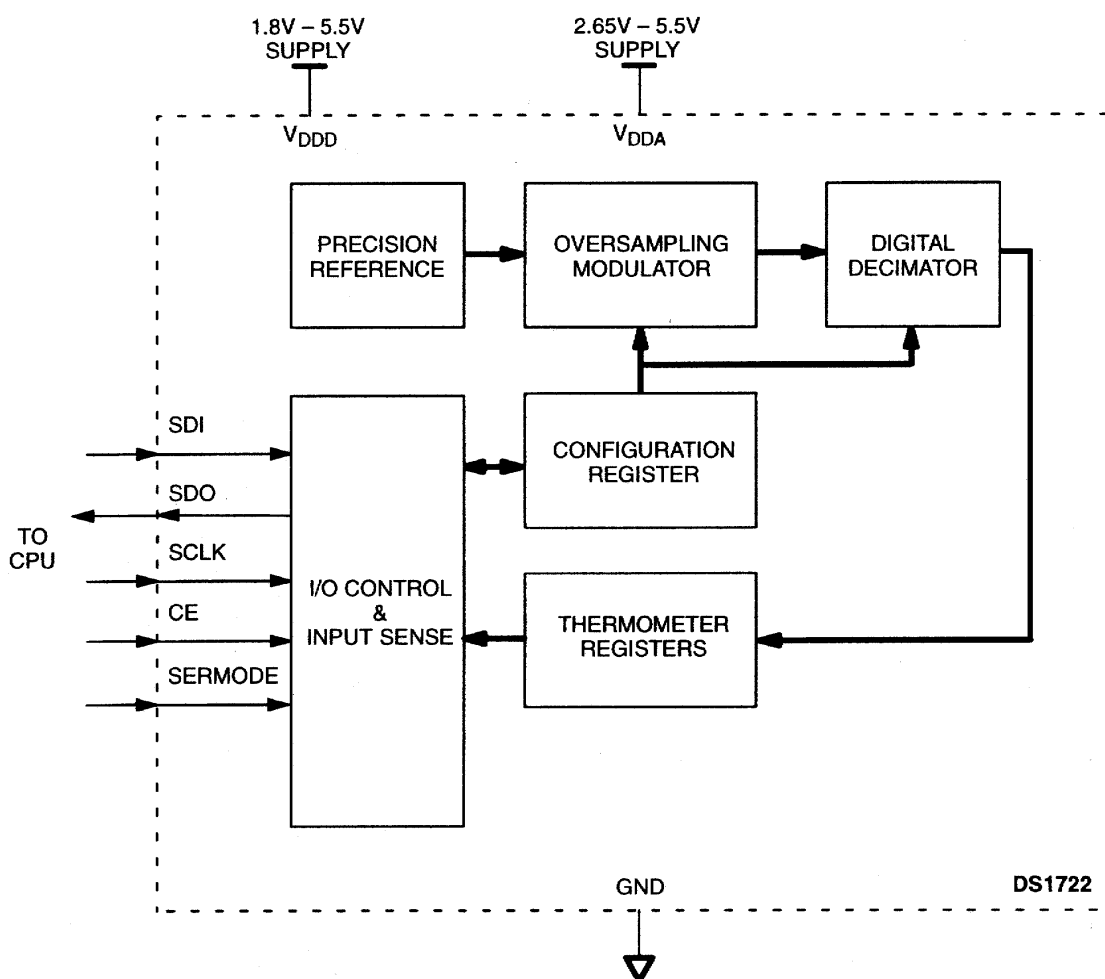 1.8V – 5.5V
SUPPLY
2.65V – 5.5V
SUPPLY
VDDD
VDDA
PRECISION
REFERENCE
OVERSAMPLING
MODULATOR
DIGITAL
DECIMATOR
SDI
SDO
TO
CPU
SCLK
CE
SERMODE
I/O CONTROL
&
INPUT SENSE
CONFIGURATION
REGISTER
THERMOMETER
REGISTERS
GND
DS1722